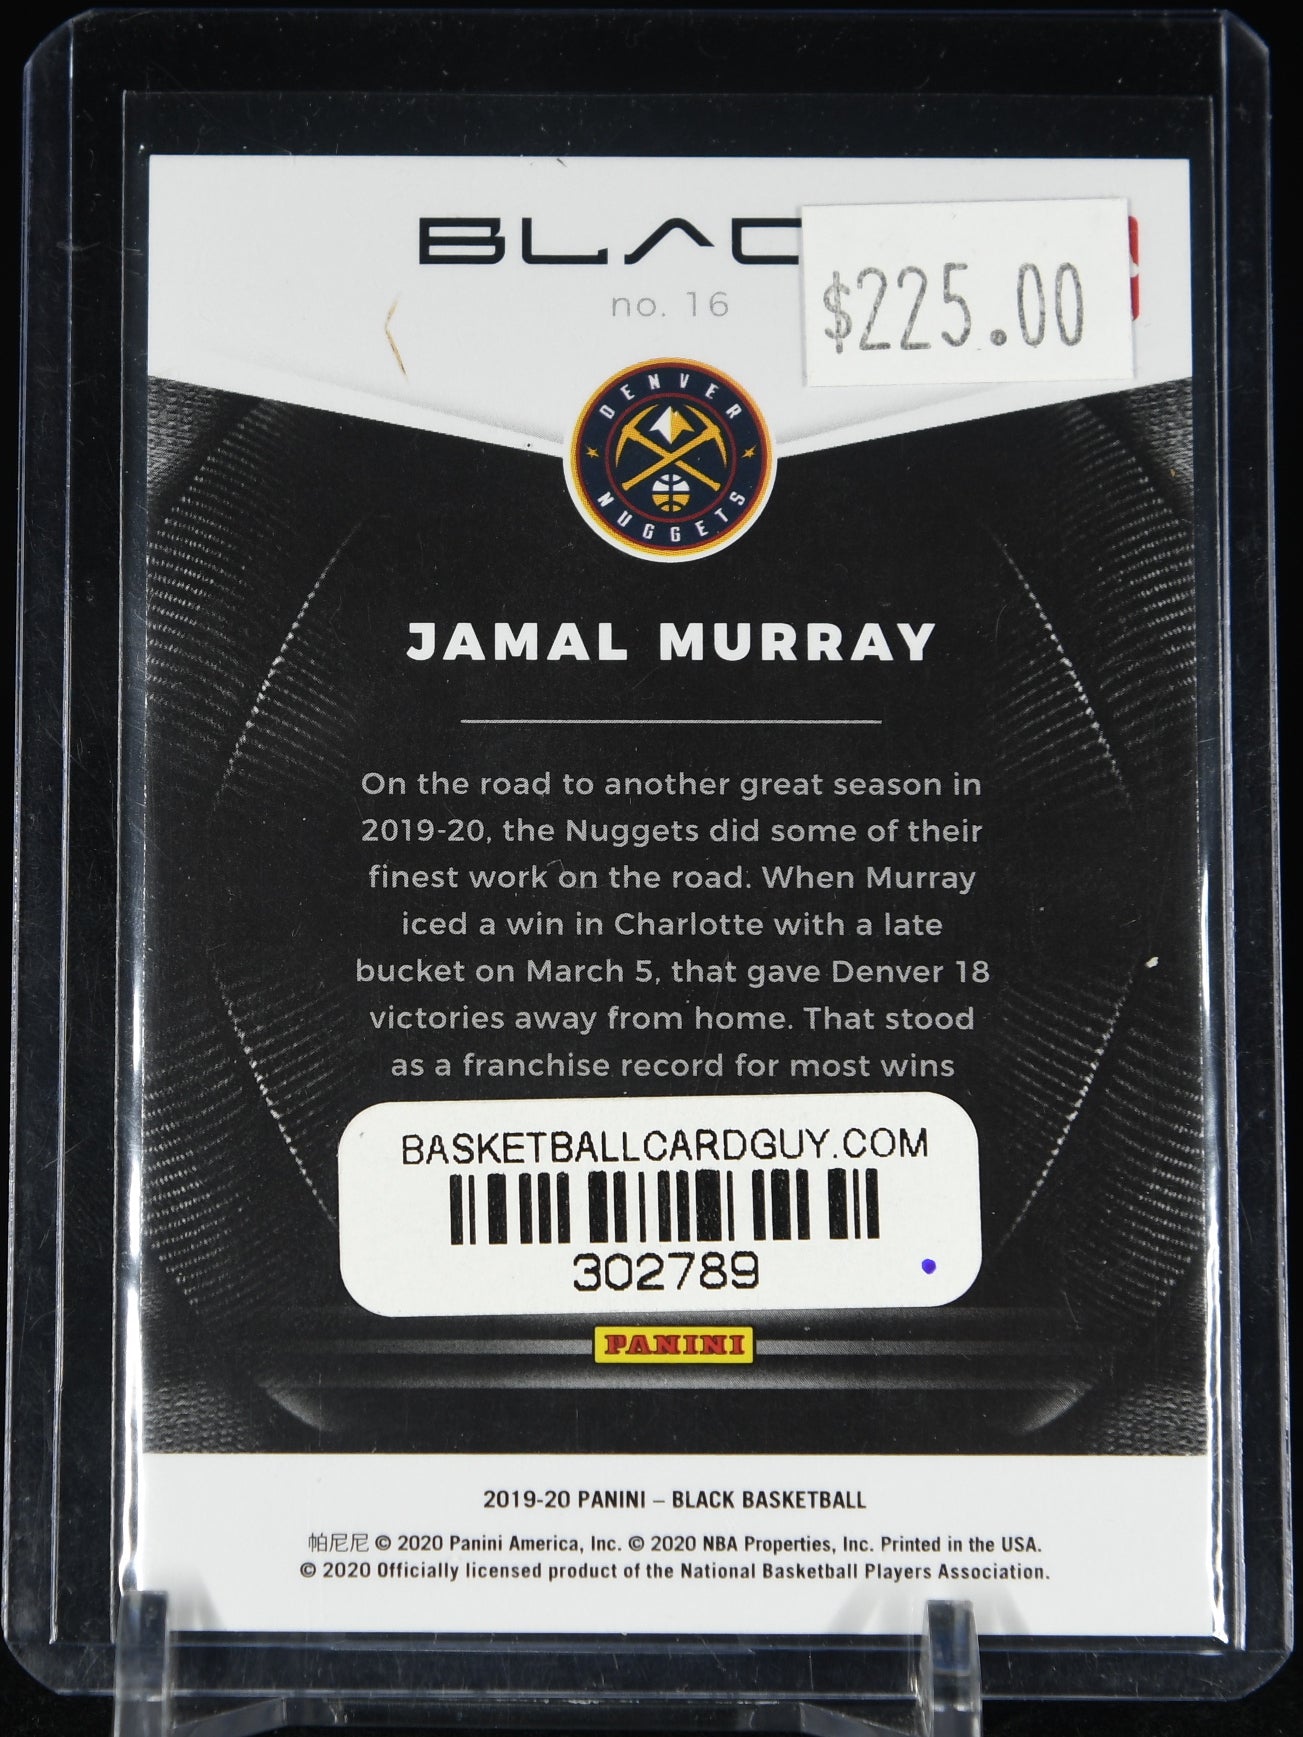 BLAC
$225.00
no. 16
DENVER
NUGGETS
JAMAL MURRAY
On the road to another great season in
2019-20, the Nuggets did some of their
finest work on the road. When Murray
iced a win in Charlotte with a late
bucket on March 5, that gave Denver 18
victories away from home. That stood
as a franchise record for most wins
BASKETBALLCARDGUY.COM
302789
PANINI
2019-20 PANINI – BLACK BASKETBALL
帕尼尼 © 2020 Panini America, Inc. © 2020 NBA Properties, Inc. Printed in the USA.
© 2020 Officially licensed product of the National Basketball Players Association.